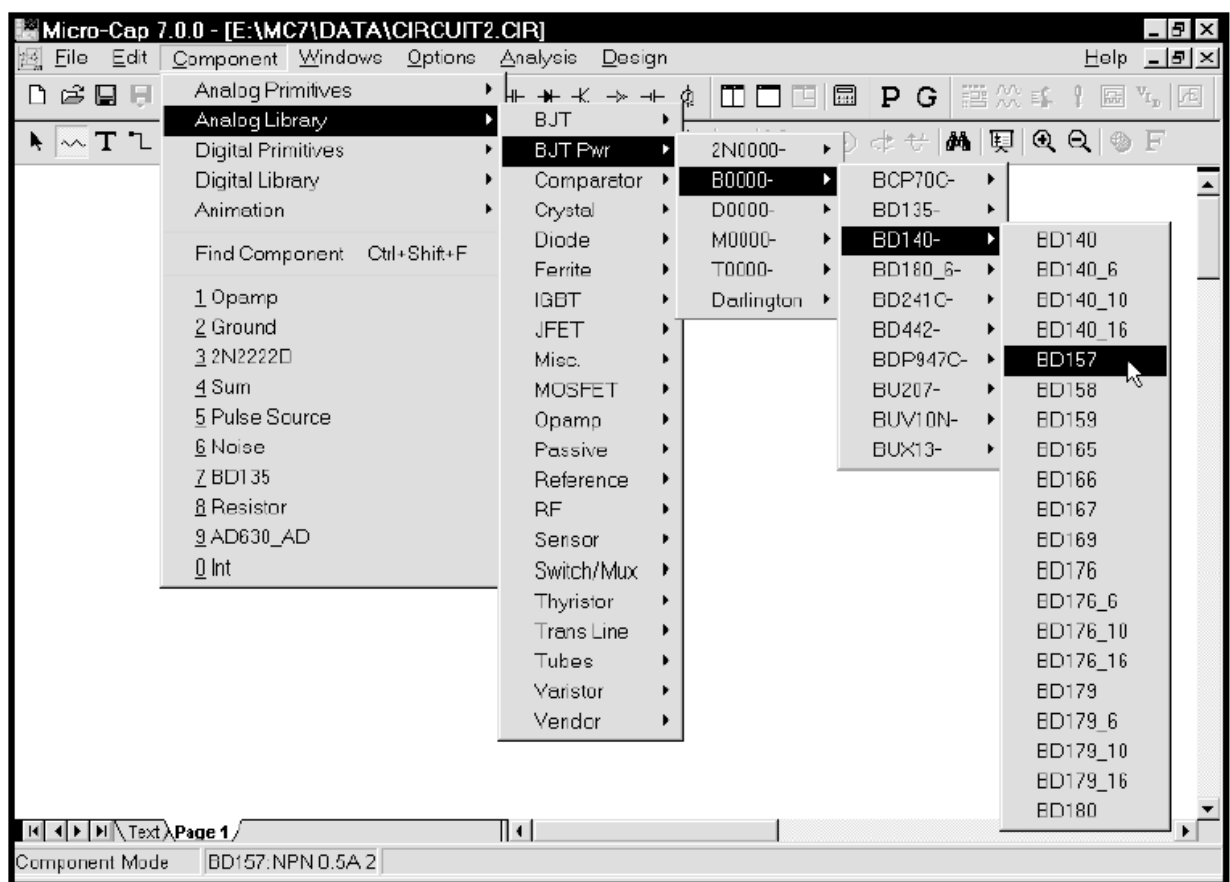 Micro-Cap 7.0.0 - [E:\MC7\DATA\CIRCUIT2.CIR]
File Edit Component Windows Options Analysis Design Help
P G
T
F
Analog Primitives
Analog Library
Digital Primitives
Digital Library
Animation
Find Component Ctrl+Shift+F
1 Opamp
2 Ground
3 2N2222D
4 Sum
5 Pulse Source
6 Noise
7 BD135
8 Resistor
9 AD630_AD
0 Int
BJT
BJT Pwr
Comparator
Crystal
Diode
Ferrite
IGBT
JFET
Misc.
MOSFET
Opamp
Passive
Reference
RF
Sensor
Switch/Mux
Thyristor
Trans Line
Tubes
Varistor
Vendor
2N0000-
B0000-
D0000-
M0000-
T0000-
Darlington
BCP70C-
BD135-
BD140-
BD180_6-
BD241C-
BD442-
BDP947C-
BU207-
BUV10N-
BUX13-
BD140
BD140_6
BD140_10
BD140_16
BD157
BD158
BD159
BD165
BD166
BD167
BD169
BD176
BD176_6
BD176_10
BD176_16
BD179
BD179_6
BD179_10
BD179_16
BD180
Text Page 1
Component Mode BD157:NPN 0.5A 2